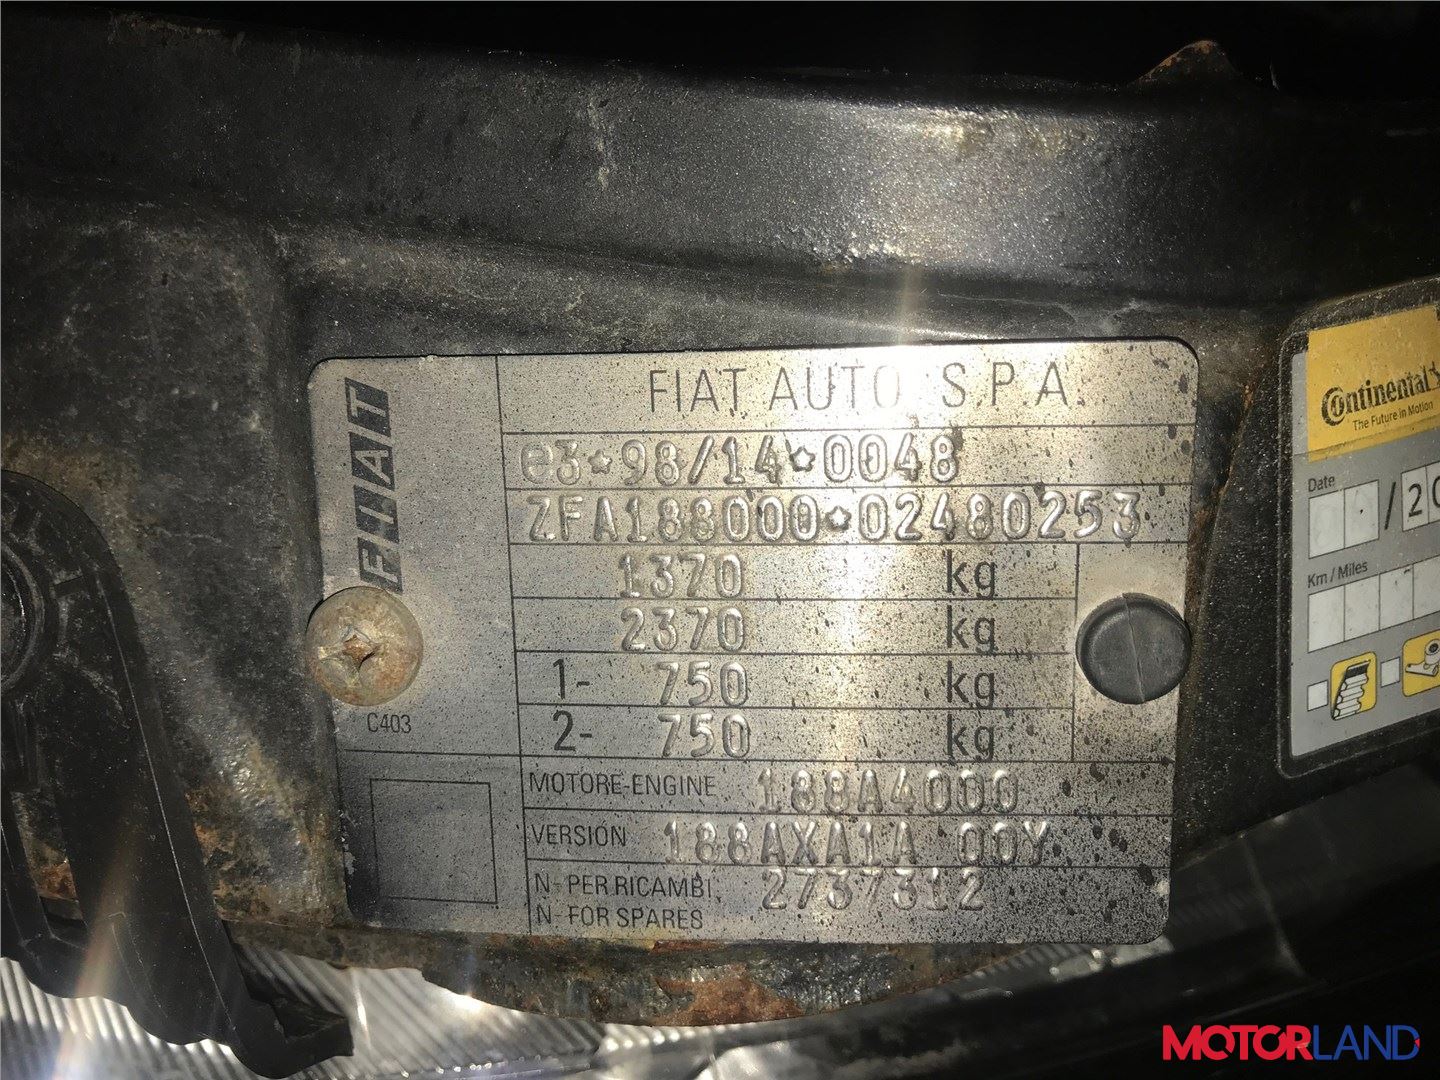 FIAT
FIAT AUTO S.P.A.
e3*98/14*0048
ZFA188000*02480253
1370 kg
2370 kg
1- 750 kg
2- 750 kg
C403
MOTORE-ENGINE 188A4000
VERSION 188AXA1A 00Y
N- PER RICAMBI 2737312
N- FOR SPARES
Continental
The Future in Motion
Date
/ 20
Km / Miles
MOTORLAND